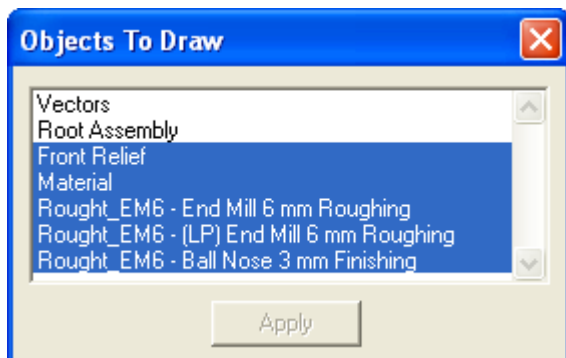 Objects To Draw
Vectors
Root Assembly
Front Relief
Material
Rought_EM6 - End Mill 6 mm Roughing
Rought_EM6 - (LP) End Mill 6 mm Roughing
Rought_EM6 - Ball Nose 3 mm Finishing
Apply